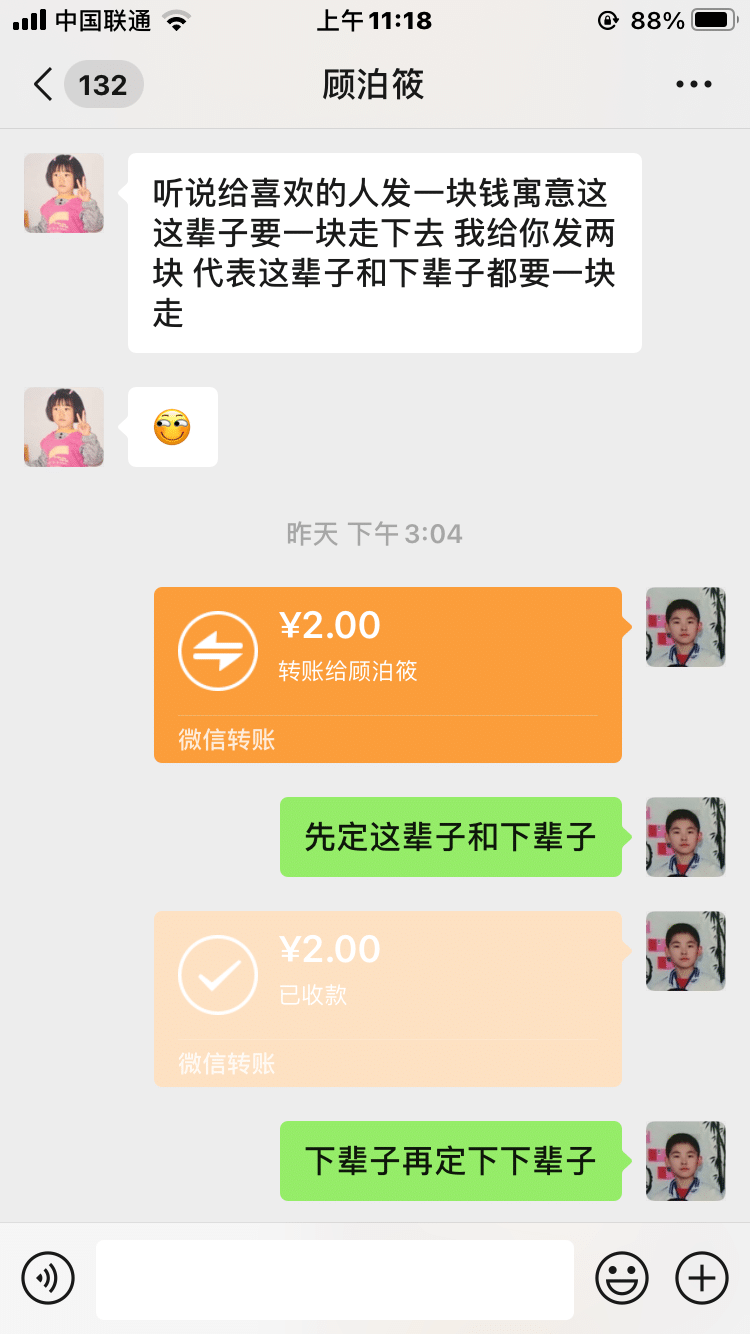 中国联通
上午11:18
88%
132
顾泊筱
听说给喜欢的人发一块钱寓意这
这辈子要一块走下去 我给你发两
块 代表这辈子和下辈子都要一块
走
昨天 下午3:04
¥2.00
转账给顾泊筱
微信转账
先定这辈子和下辈子
¥2.00
已收款
微信转账
下辈子再定下下辈子